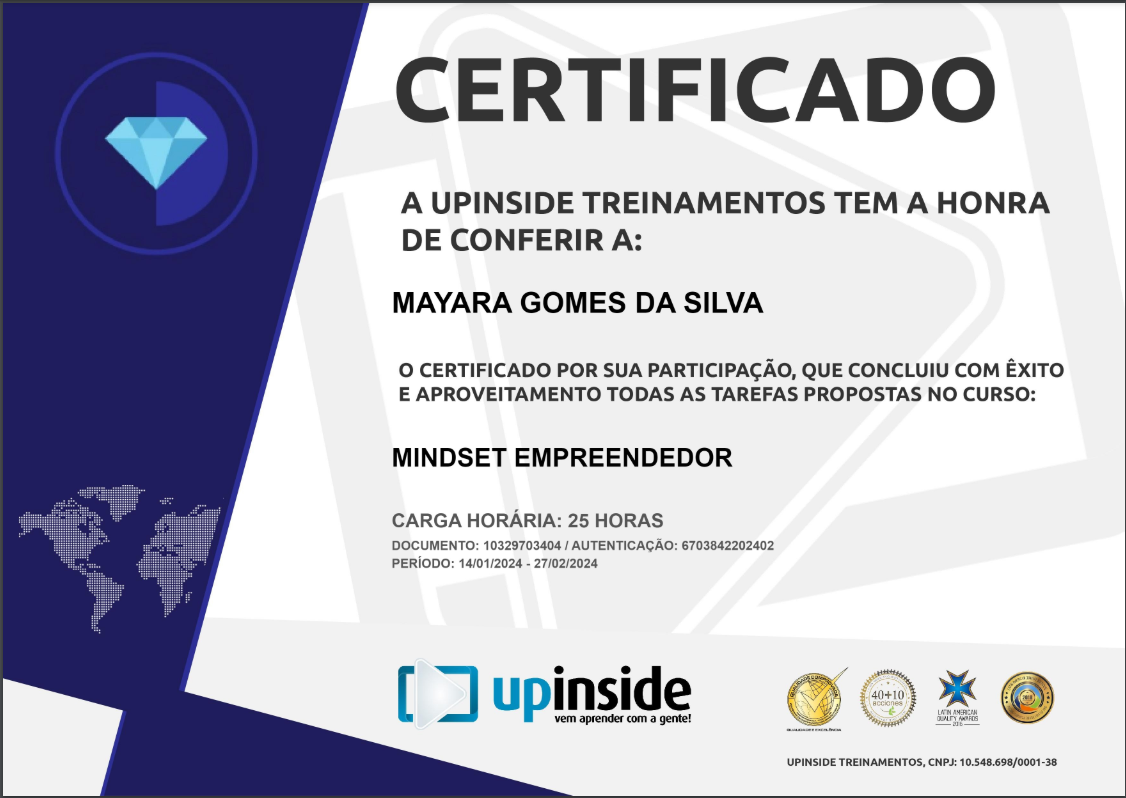 CERTIFICADO
A UPINSIDE TREINAMENTOS TEM A HONRA
DE CONFERIR A:
MAYARA GOMES DA SILVA
O CERTIFICADO POR SUA PARTICIPAÇÃO, QUE CONCLUIU COM ÊXITO
E APROVEITAMENTO TODAS AS TAREFAS PROPOSTAS NO CURSO:
MINDSET EMPREENDEDOR
CARGA HORÁRIA: 25 HORAS
DOCUMENTO: 10329703404 / AUTENTICAÇÃO: 6703842202402
PERÍODO: 14/01/2024 - 27/02/2024
upinside
vem aprender com a gente!
40+10
acciones
LATIN AMERICAN
QUALITY AWARDS
2015
UPINSIDE TREINAMENTOS, CNPJ: 10.548.698/0001-38